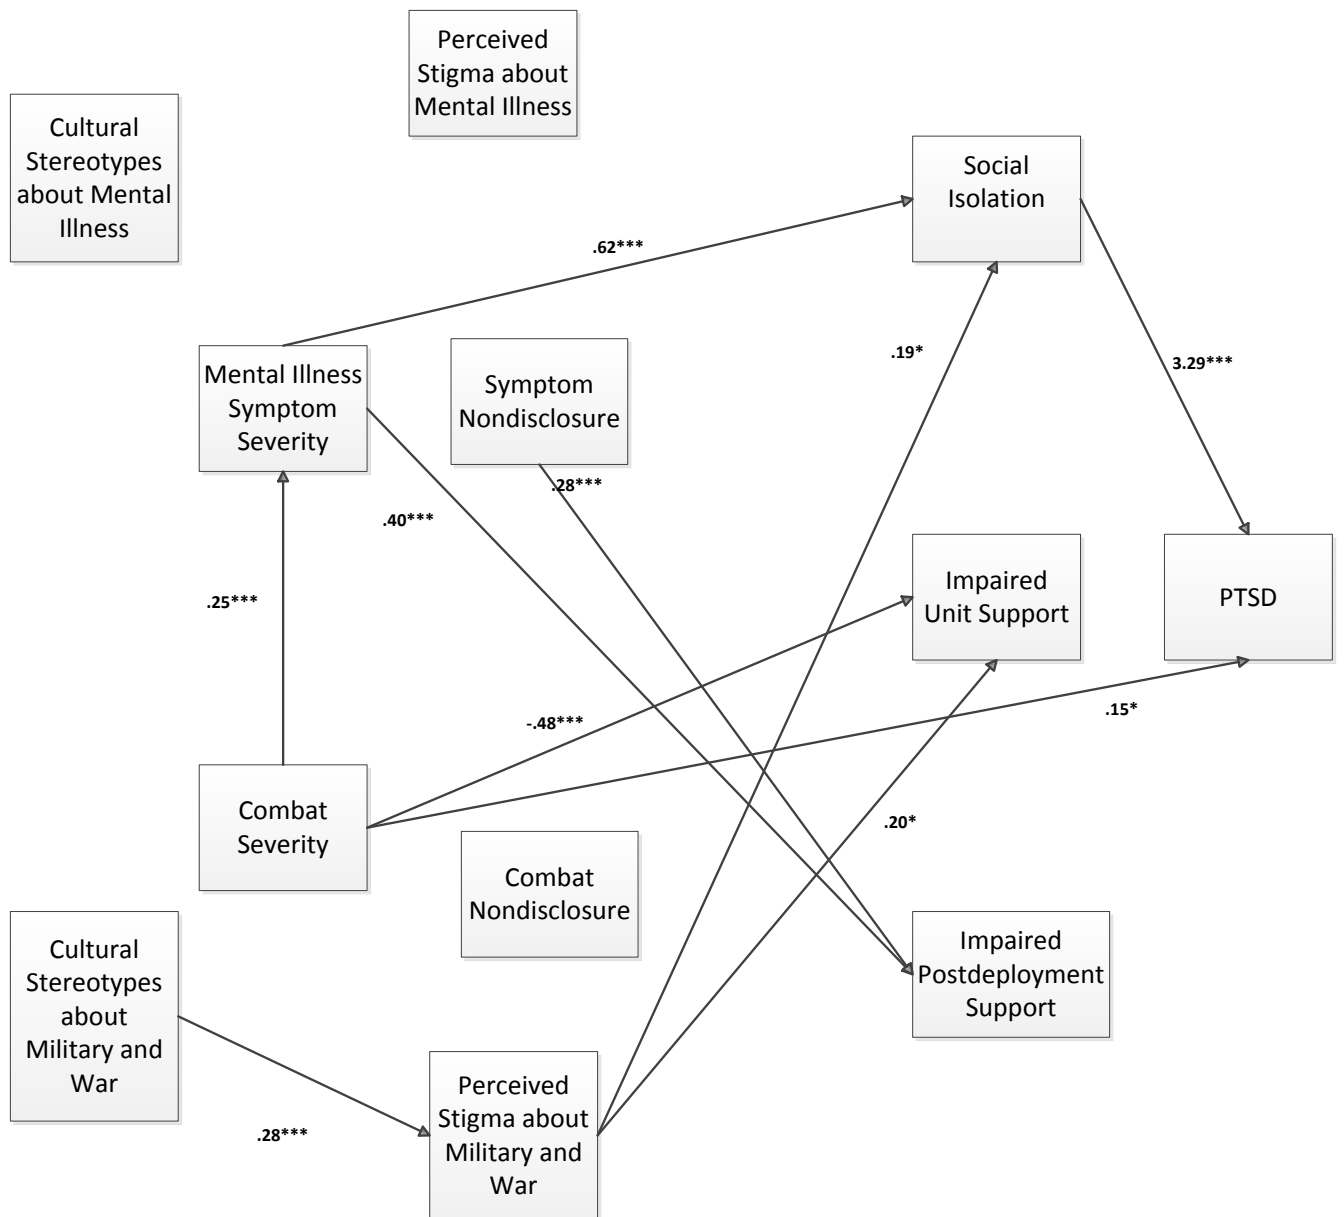 Perceived
Stigma about
Mental Illness
Cultural
Stereotypes
about Mental
Illness
Social
Isolation
.62***
Mental Illness
Symptom
Severity
Symptom
Nondisclosure
.19*
3.29***
.28***
.40***
.25***
Impaired
Unit Support
PTSD
-.48***
.15*
Combat
Severity
.20*
Combat
Nondisclosure
Cultural
Stereotypes
about
Military and
War
Impaired
Postdeployment
Support
Perceived
Stigma about
Military and
War
.28***